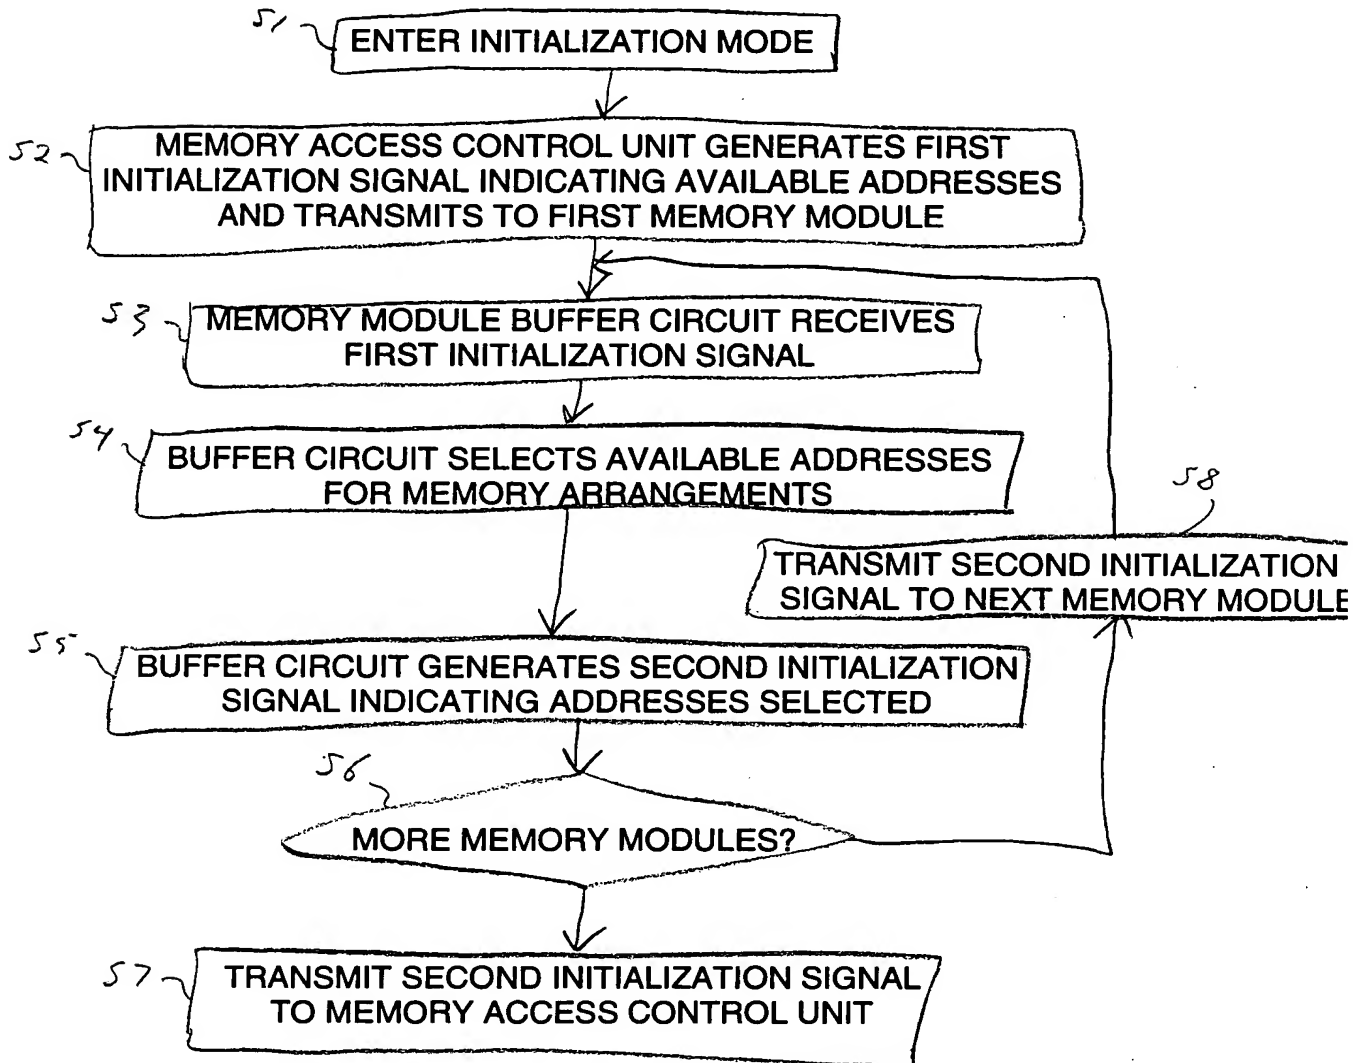 51
ENTER INITIALIZATION MODE
52
MEMORY ACCESS CONTROL UNIT GENERATES FIRST
INITIALIZATION SIGNAL INDICATING AVAILABLE ADDRESSES
AND TRANSMITS TO FIRST MEMORY MODULE
53
MEMORY MODULE BUFFER CIRCUIT RECEIVES
FIRST INITIALIZATION SIGNAL
54
BUFFER CIRCUIT SELECTS AVAILABLE ADDRESSES
FOR MEMORY ARRANGEMENTS
58
TRANSMIT SECOND INITIALIZATION
SIGNAL TO NEXT MEMORY MODULE
55
BUFFER CIRCUIT GENERATES SECOND INITIALIZATION
SIGNAL INDICATING ADDRESSES SELECTED
56
MORE MEMORY MODULES?
57
TRANSMIT SECOND INITIALIZATION SIGNAL
TO MEMORY ACCESS CONTROL UNIT